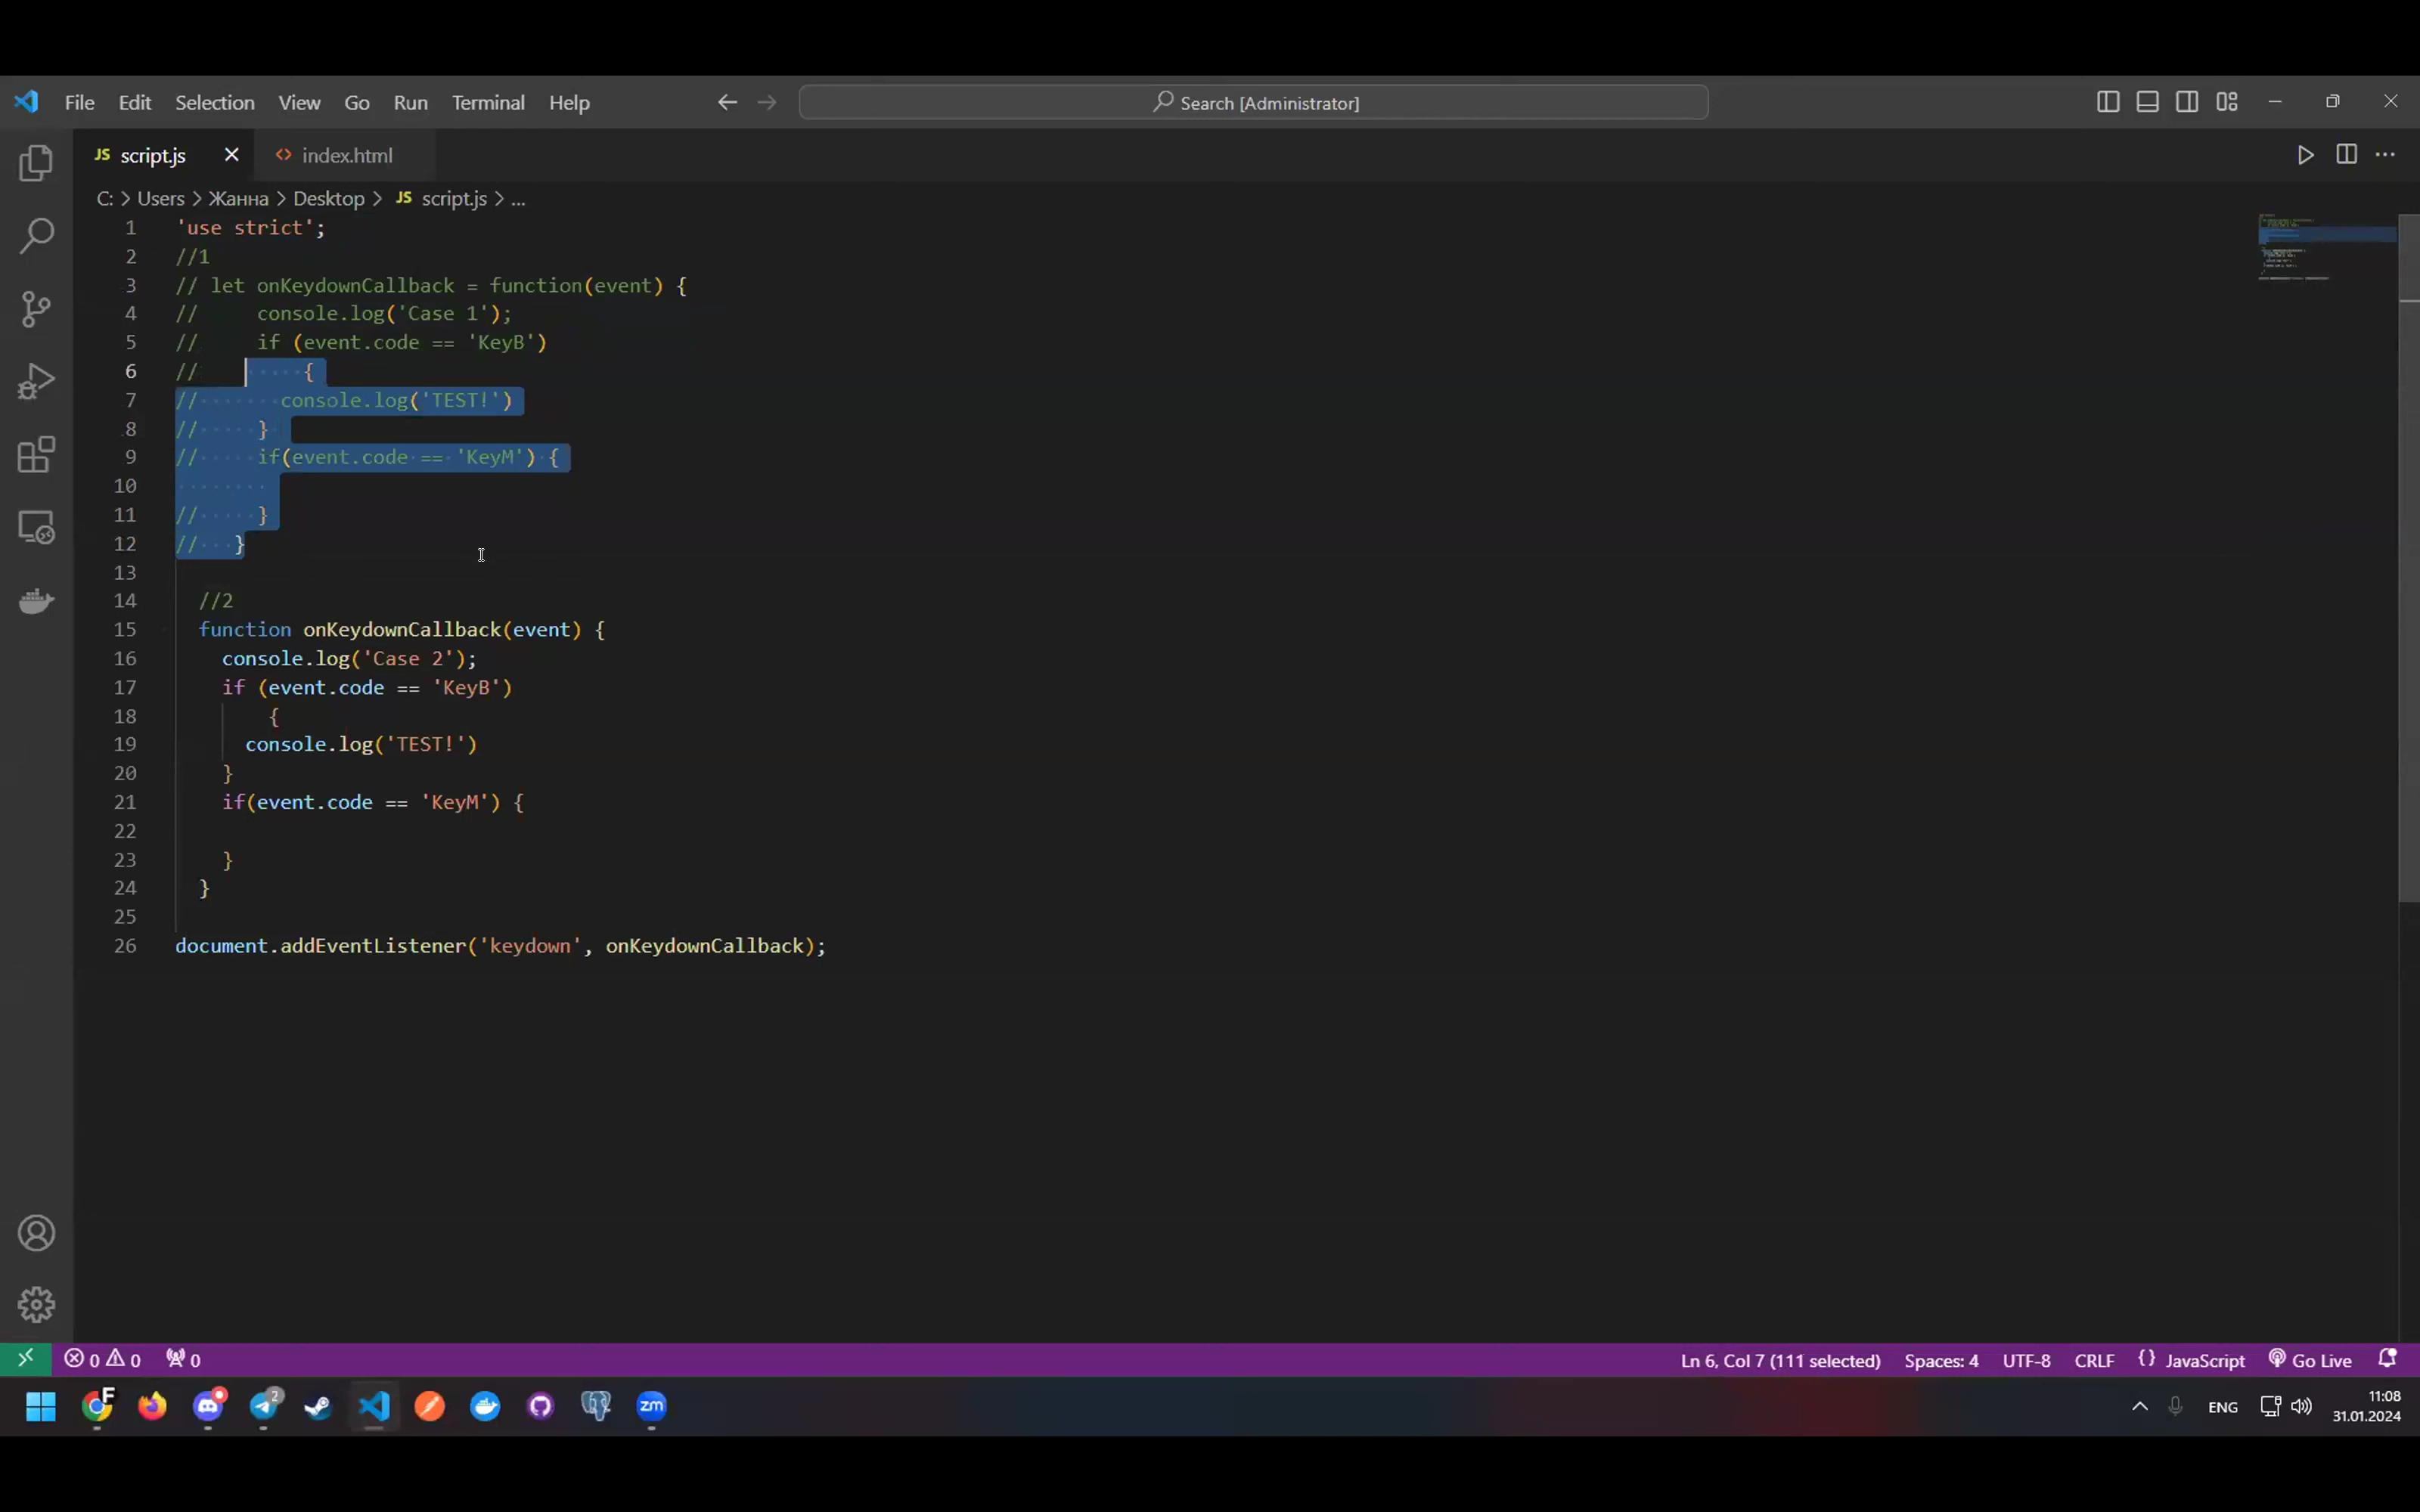 File Edit Selection View Go Run Terminal Help Search [Administrator]
JS script.js index.html
C: > Users > Жанна > Desktop > JS script.js > ...
1 'use strict';
2 //1
3 // let onKeydownCallback = function(event) {
4 //     console.log('Case 1');
5 //     if (event.code == 'KeyB')
6 //         {
7 //       console.log('TEST!')
8 //     }
9 //     if(event.code == 'KeyM') {
10
11 //     }
12 //   }
13
14   //2
15   function onKeydownCallback(event) {
16     console.log('Case 2');
17     if (event.code == 'KeyB')
18         {
19       console.log('TEST!')
20     }
21     if(event.code == 'KeyM') {
22
23     }
24   }
25
26 document.addEventListener('keydown', onKeydownCallback);
0 0 0 Ln 6, Col 7 (111 selected) Spaces: 4 UTF-8 CRLF {} JavaScript Go Live
F 2 zm ENG 11:08
31.01.2024